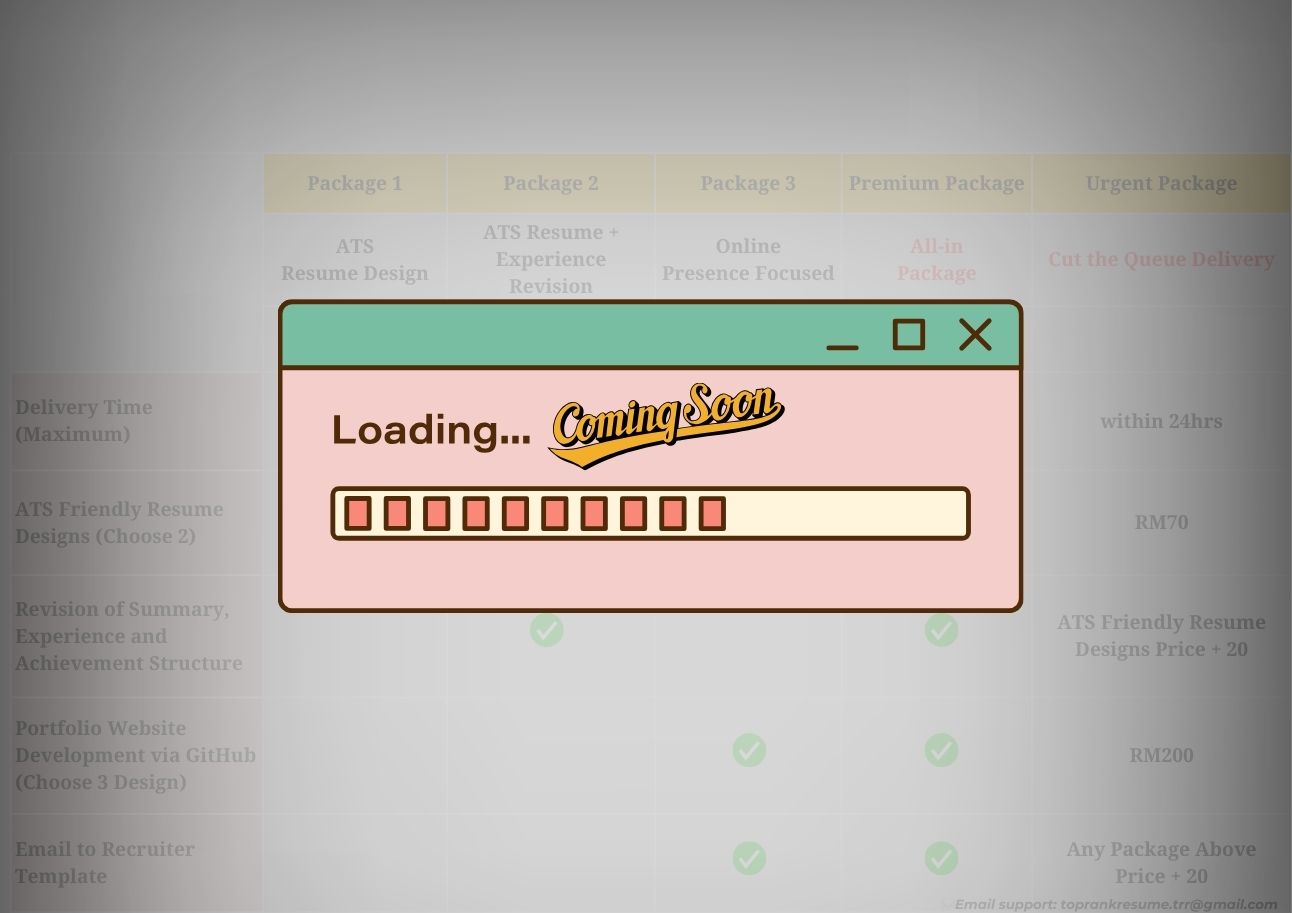 Package 1
Package 2
Package 3
Premium Package
Urgent Package
ATS
Resume Design
ATS Resume +
Experience
Revision
Online
Presence Focused
All-in
Package
Cut the Queue Delivery
Loading...
Coming Soon
Delivery Time
(Maximum)
within 24hrs
ATS Friendly Resume
Designs (Choose 2)
RM70
Revision of Summary,
Experience and
Achievement Structure
ATS Friendly Resume
Designs Price + 20
Portfolio Website
Development via GitHub
(Choose 3 Design)
RM200
Email to Recruiter
Template
Any Package Above
Price + 20
Email support: toprankresume.trr@gmail.com